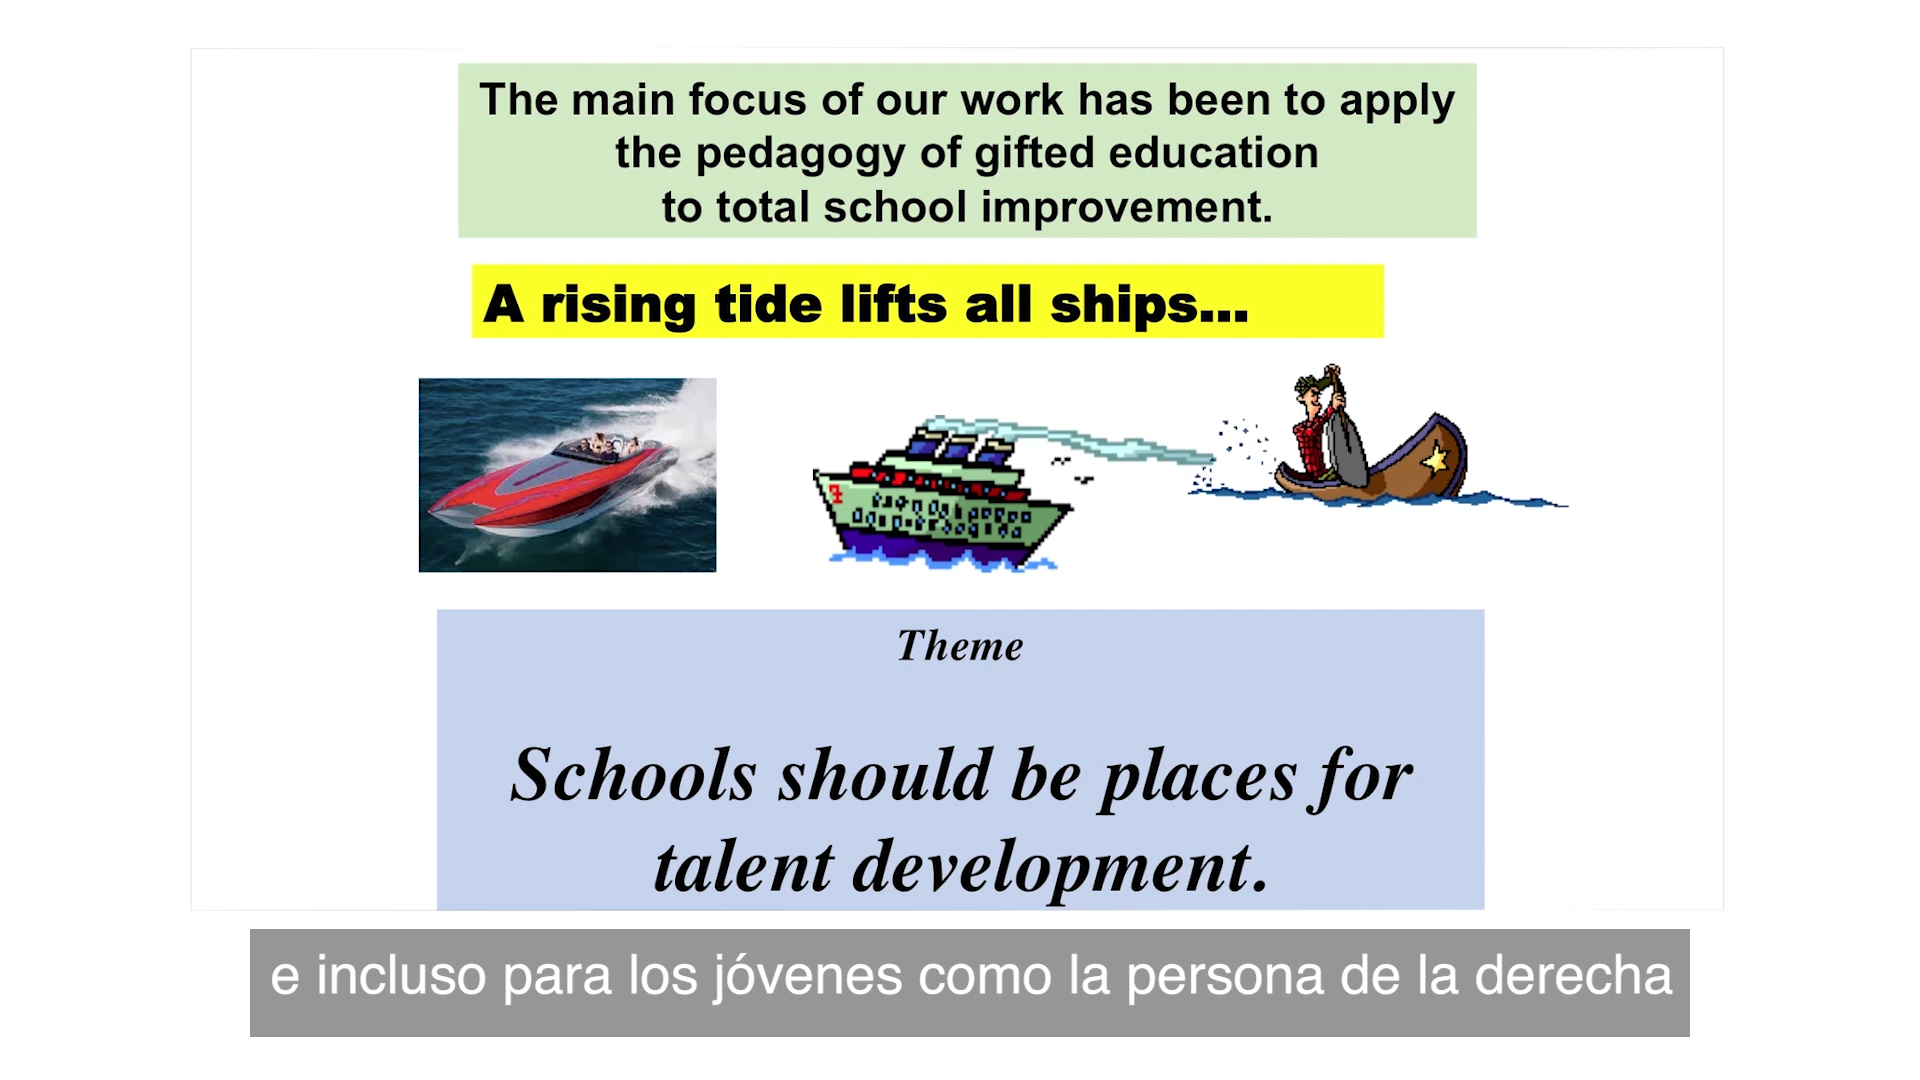 The main focus of our work has been to apply
the pedagogy of gifted education
to total school improvement.
A rising tide lifts all ships...
Theme
Schools should be places for
talent development.
e incluso para los jóvenes como la persona de la derecha